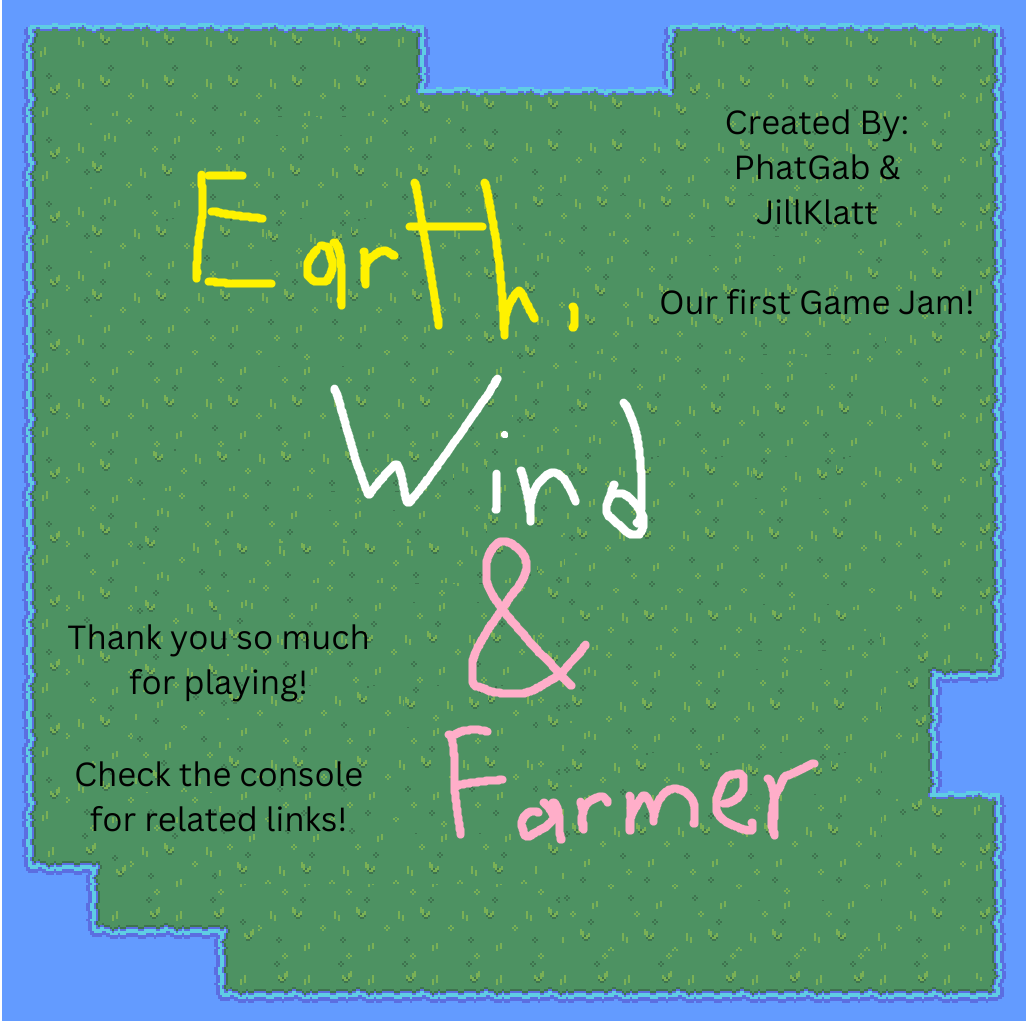 Created By:
PhatGab &
JillKlatt
Our first Game Jam!
Earth,
Wind
&
Farmer
Thank you so much
for playing!
Check the console
for related links!